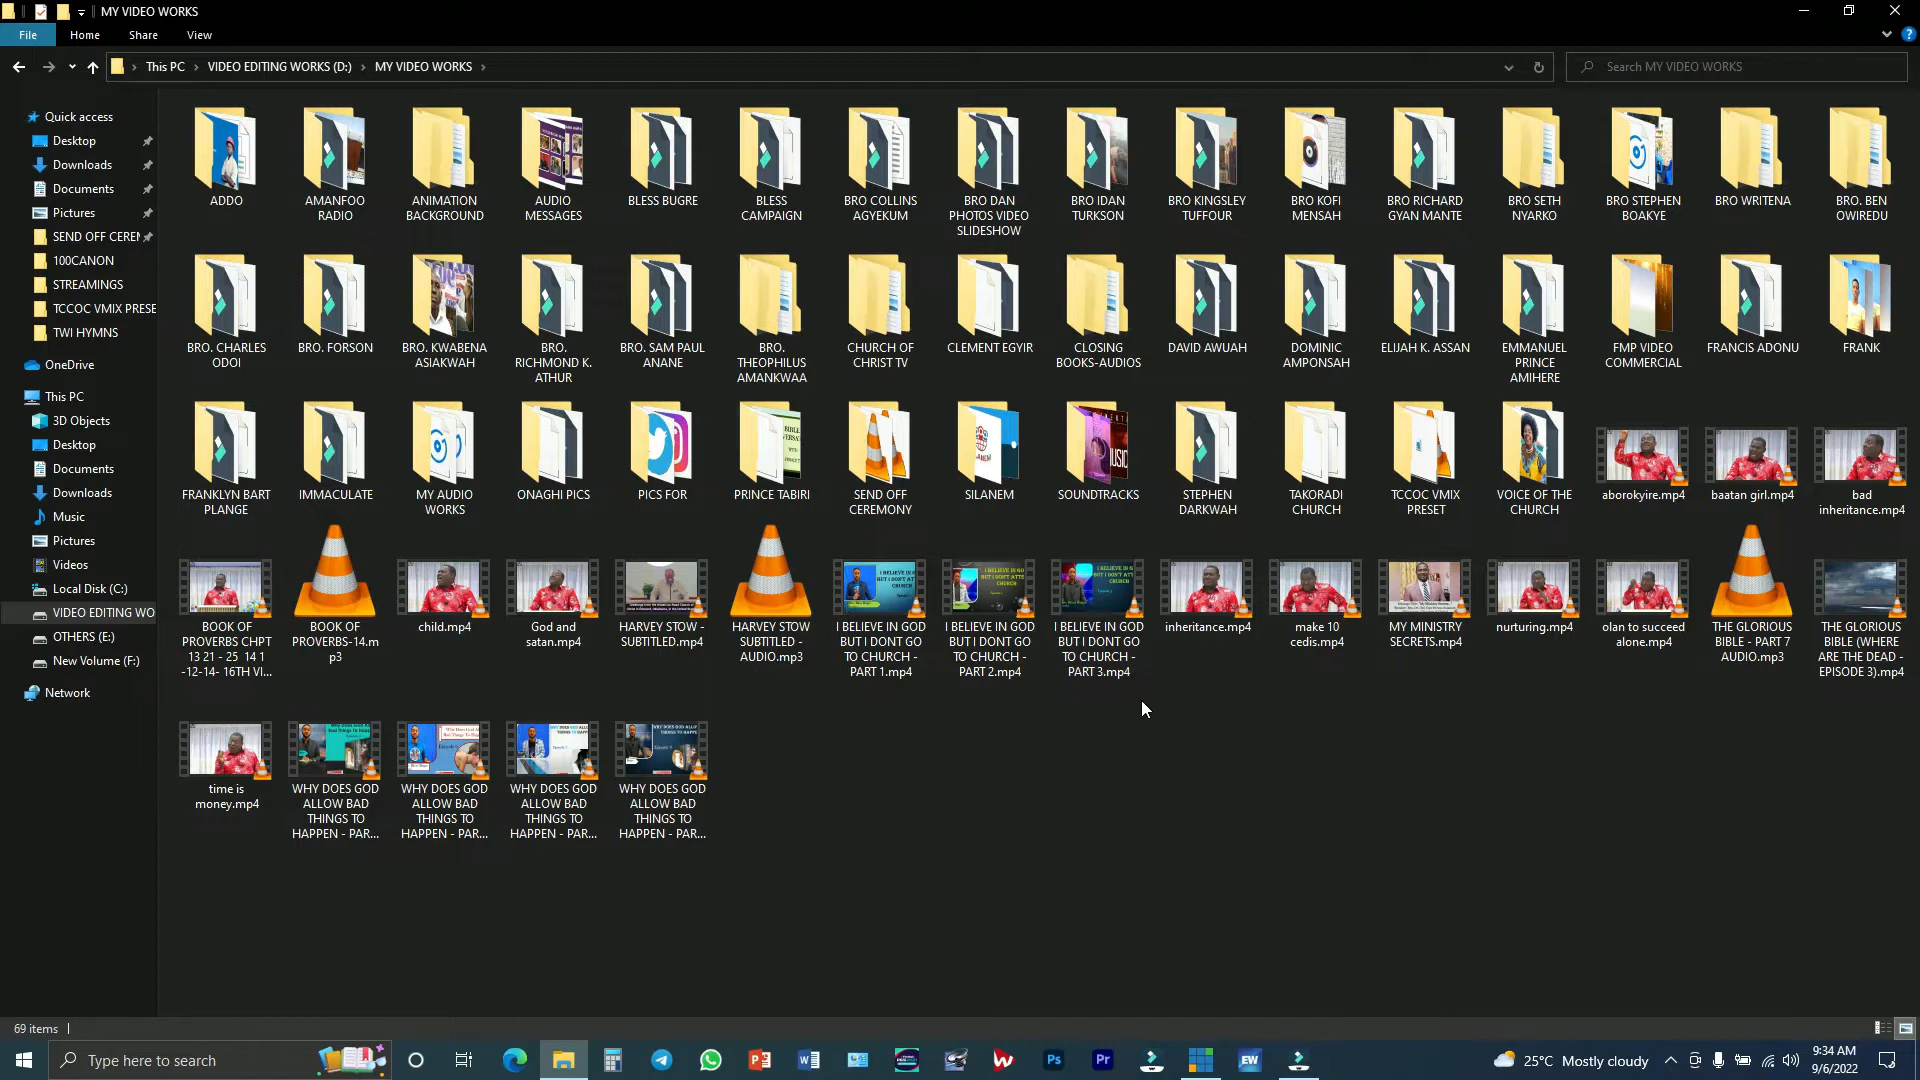 MY VIDEO WORKS
File Home Share View
This PC VIDEO EDITING WORKS (D:) MY VIDEO WORKS
Search MY VIDEO WORKS
Quick access
Desktop
Downloads
Documents
Pictures
SEND OFF CEREM
100CANON
STREAMINGS
TCCOC VMIX PRESE
TWI HYMNS
OneDrive
This PC
3D Objects
Desktop
Documents
Downloads
Music
Pictures
Videos
Local Disk (C:)
VIDEO EDITING WO
OTHERS (E:)
New Volume (F:)
Network
ADDO
AMANFOO
RADIO
ANIMATION
BACKGROUND
AUDIO
MESSAGES
BLESS BUGRE
BLESS
CAMPAIGN
BRO COLLINS
AGYEKUM
BRO DAN
PHOTOS VIDEO
SLIDESHOW
BRO IDAN
TURKSON
BRO KINGSLEY
TUFFOUR
BRO KOFI
MENSAH
BRO RICHARD
GYAN MANTE
BRO SETH
NYARKO
BRO STEPHEN
BOAKYE
BRO WRITENA
BRO. BEN
OWIREDU
BRO. CHARLES
ODOI
BRO. FORSON
BRO. KWABENA
ASIAKWAH
BRO.
RICHMOND K.
ATHUR
BRO. SAM PAUL
ANANE
BRO.
THEOPHILUS
AMANKWAA
CHURCH OF
CHRIST TV
CLEMENT EGYIR
CLOSING
BOOKS-AUDIOS
DAVID AWUAH
DOMINIC
AMPONSAH
ELIJAH K. ASSAN
EMMANUEL
PRINCE
AMIHERE
FMP VIDEO
COMMERCIAL
FRANCIS ADONU
FRANK
FRANKLYN BART
PLANGE
IMMACULATE
MY AUDIO
WORKS
ONAGHI PICS
PICS FOR
PRINCE TABIRI
SEND OFF
CEREMONY
SILANEM
SOUNDTRACKS
STEPHEN
DARKWAH
TAKORADI
CHURCH
TCCOC VMIX
PRESET
VOICE OF THE
CHURCH
aborokyire.mp4
baatan girl.mp4
bad
inheritance.mp4
BOOK OF
PROVERBS CHPT
13 21 - 25 14 1
-12-14- 16TH VI...
BOOK OF
PROVERBS-14.m
p3
child.mp4
God and
satan.mp4
HARVEY STOW -
SUBTITLED.mp4
HARVEY STOW
SUBTITLED -
AUDIO.mp3
I BELIEVE IN GOD
BUT I DONT GO
TO CHURCH -
PART 1.mp4
I BELIEVE IN GOD
BUT I DONT GO
TO CHURCH -
PART 2.mp4
I BELIEVE IN GOD
BUT I DONT GO
TO CHURCH -
PART 3.mp4
inheritance.mp4
make 10
cedis.mp4
MY MINISTRY
SECRETS.mp4
nurturing.mp4
olan to succeed
alone.mp4
THE GLORIOUS
BIBLE - PART 7
AUDIO.mp3
THE GLORIOUS
BIBLE (WHERE
ARE THE DEAD -
EPISODE 3).mp4
time is
money.mp4
WHY DOES GOD
ALLOW BAD
THINGS TO
HAPPEN - PAR...
WHY DOES GOD
ALLOW BAD
THINGS TO
HAPPEN - PAR...
WHY DOES GOD
ALLOW BAD
THINGS TO
HAPPEN - PAR...
WHY DOES GOD
ALLOW BAD
THINGS TO
HAPPEN - PAR...
69 items
Type here to search
Ps
Pr
EW
25°C Mostly cloudy
9:34 AM
9/6/2022